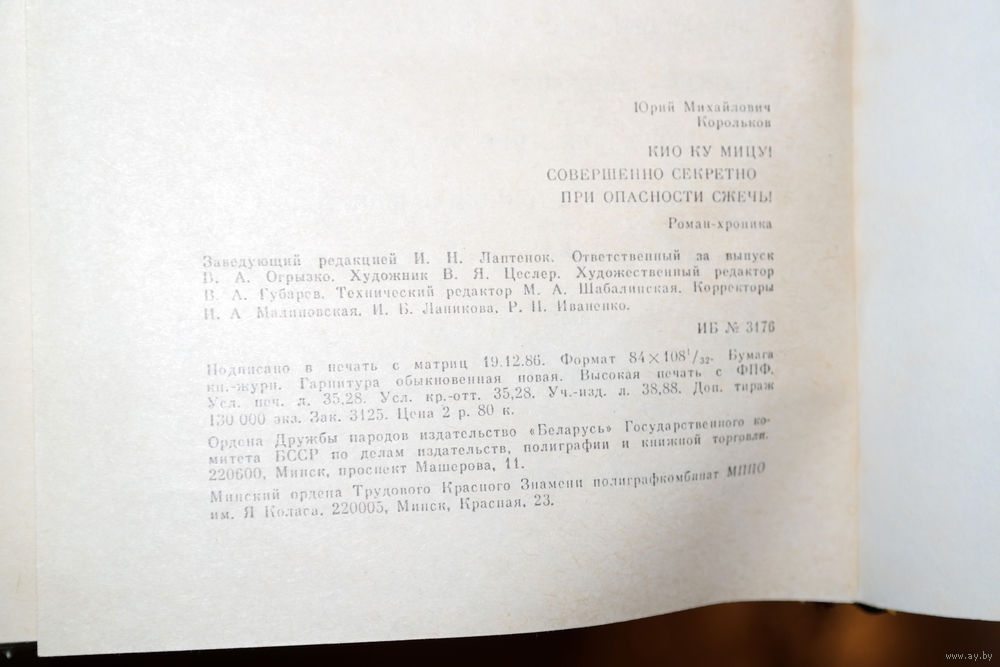 Юрий Михайлович
Корольков
КИО КУ МИЦУ!
СОВЕРШЕННО СЕКРЕТНО
ПРИ ОПАСНОСТИ СЖЕЧЬ!
Роман-хроника
Заведующий редакцией И. Н. Лаптенок. Ответственный за выпуск
В. А. Огрызко. Художник В. Я. Цеслер. Художественный редактор
В. А. Губарев. Технический редактор М. А. Шабалинская. Корректоры
И. А. Малиновская, И. Б. Лапикова, Р. П. Иваненко.
ИБ № 3176
Подписано в печать с матриц 19.12.86. Формат 84×108¹/₃₂. Бумага
кн.-журн. Гарнитура обыкновенная новая. Высокая печать с ФПФ.
Усл. печ. л. 35,28. Усл. кр.-отт. 35,28. Уч.-изд. л. 38,88. Доп. тираж
130 000 экз. Зак. 3125. Цена 2 р. 80 к.
Ордена Дружбы народов издательство «Беларусь» Государственного ко-
митета БССР по делам издательств, полиграфии и книжной торговли.
220600, Минск, проспект Машерова, 11.
Минский ордена Трудового Красного Знамени полиграфкомбинат МППО
им. Я Коласа. 220005, Минск, Красная, 23.
www.ay.by